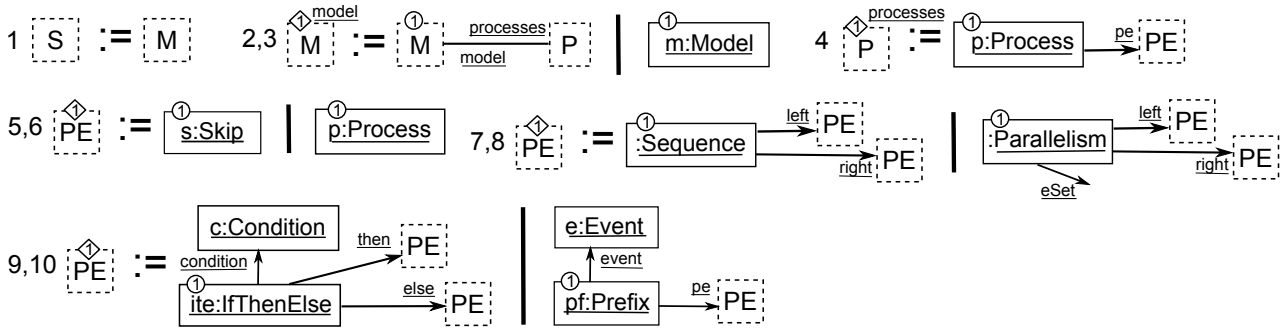 1 S := M 2,3 1 model M := 1 M processes model P | 1 m:Model 4 1 processes P := 1 p:Process pe PE
5,6 1 PE := 1 s:Skip | 1 p:Process 7,8 1 PE := 1 :Sequence left PE right PE | 1 :Parallelism left PE right PE eSet
9,10 1 PE := c:Condition condition 1 ite:IfThenElse then PE else PE | e:Event event 1 pf:Prefix pe PE